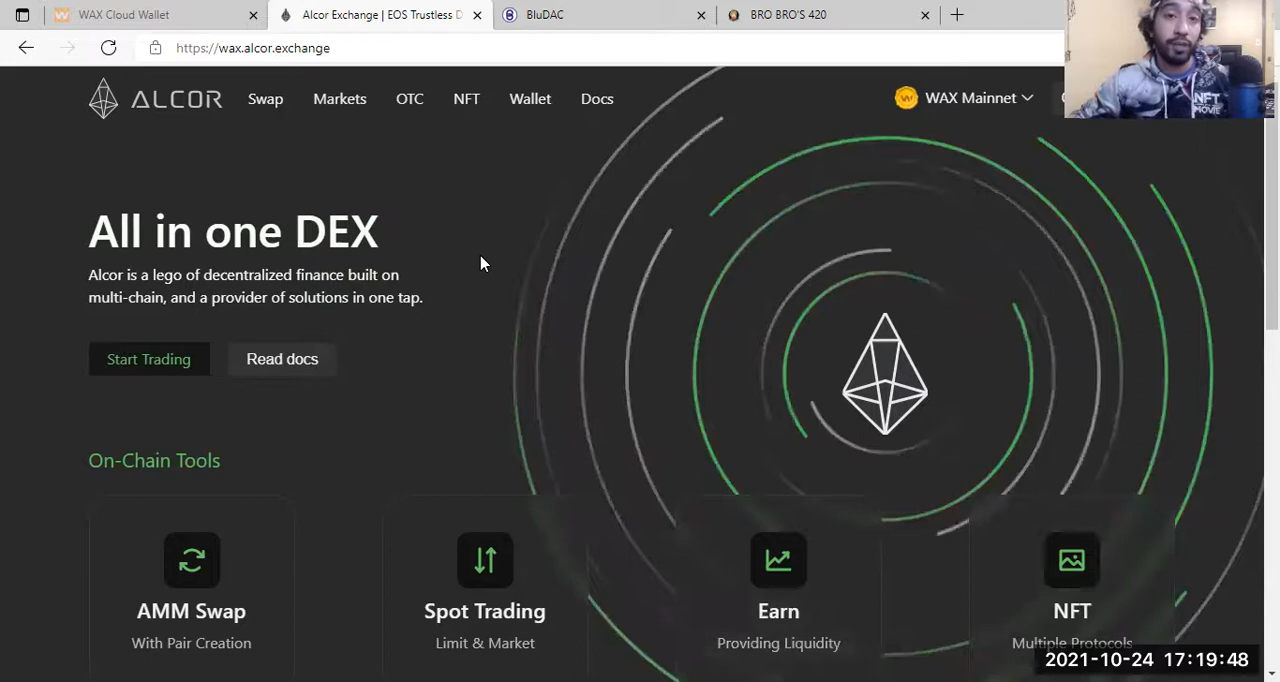 WAX Cloud Wallet
Alcor Exchange | EOS Trustless D
BluDAC
BRO BRO'S 420
https://wax.alcor.exchange
ALCOR
Swap
Markets
OTC
NFT
Wallet
Docs
WAX Mainnet
NFT
MOVIE
All in one DEX
Alcor is a lego of decentralized finance built on
multi-chain, and a provider of solutions in one tap.
Start Trading
Read docs
On-Chain Tools
AMM Swap
With Pair Creation
Spot Trading
Limit & Market
Earn
Providing Liquidity
NFT
Multiple Protocols
2021-10-24 17:19:48